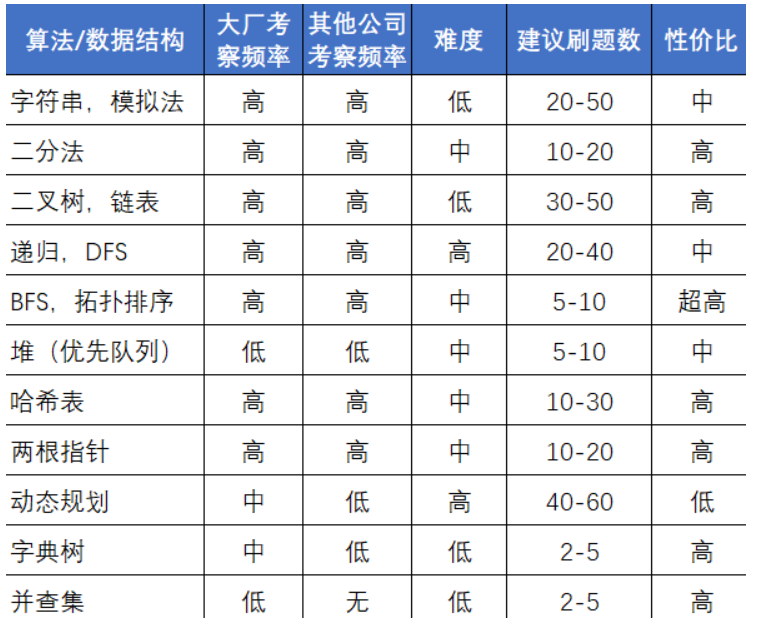 算法/数据结构 大厂考察频率 其他公司考察频率 难度 建议刷题数 性价比
字符串，模拟法 高 高 低 20-50 中
二分法 高 高 中 10-20 高
二叉树，链表 高 高 低 30-50 高
递归，DFS 高 高 高 20-40 中
BFS，拓扑排序 高 高 中 5-10 超高
堆（优先队列） 低 低 中 5-10 中
哈希表 高 高 中 10-30 高
两根指针 高 高 中 10-20 高
动态规划 中 低 高 40-60 低
字典树 中 低 低 2-5 高
并查集 低 无 低 2-5 高